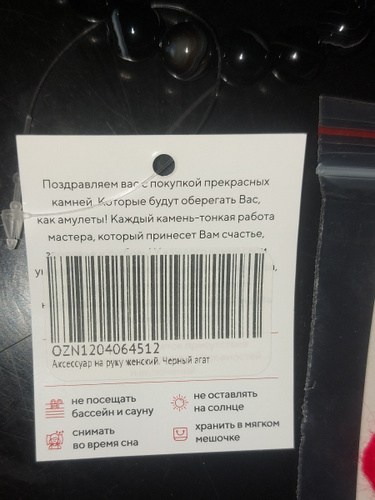 Поздравляем вас с покупкой прекрасных
камней. Которые будут оберегать Вас,
как амулеты! Каждый камень-тонкая работа
мастера, который принесет Вам счастье,
OZN1204064512
Аксессуар на руку женский. Черный агат
не посещать
бассейн и сауну
не оставлять
на солнце
снимать
во время сна
хранить в мягком
мешочке